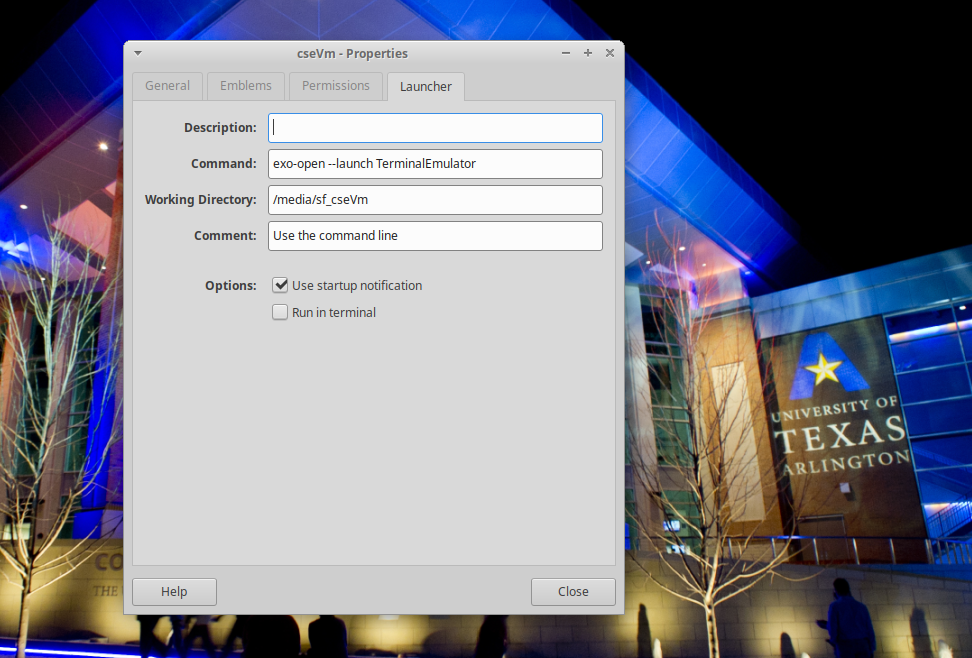 cseVm - Properties
General Emblems Permissions Launcher
Description:
Command: exo-open --launch TerminalEmulator
Working Directory: /media/sf_cseVm
Comment: Use the command line
Options: Use startup notification
Run in terminal
Help Close
UNIVERSITY OF
TEXAS
ARLINGTON
CO
THE